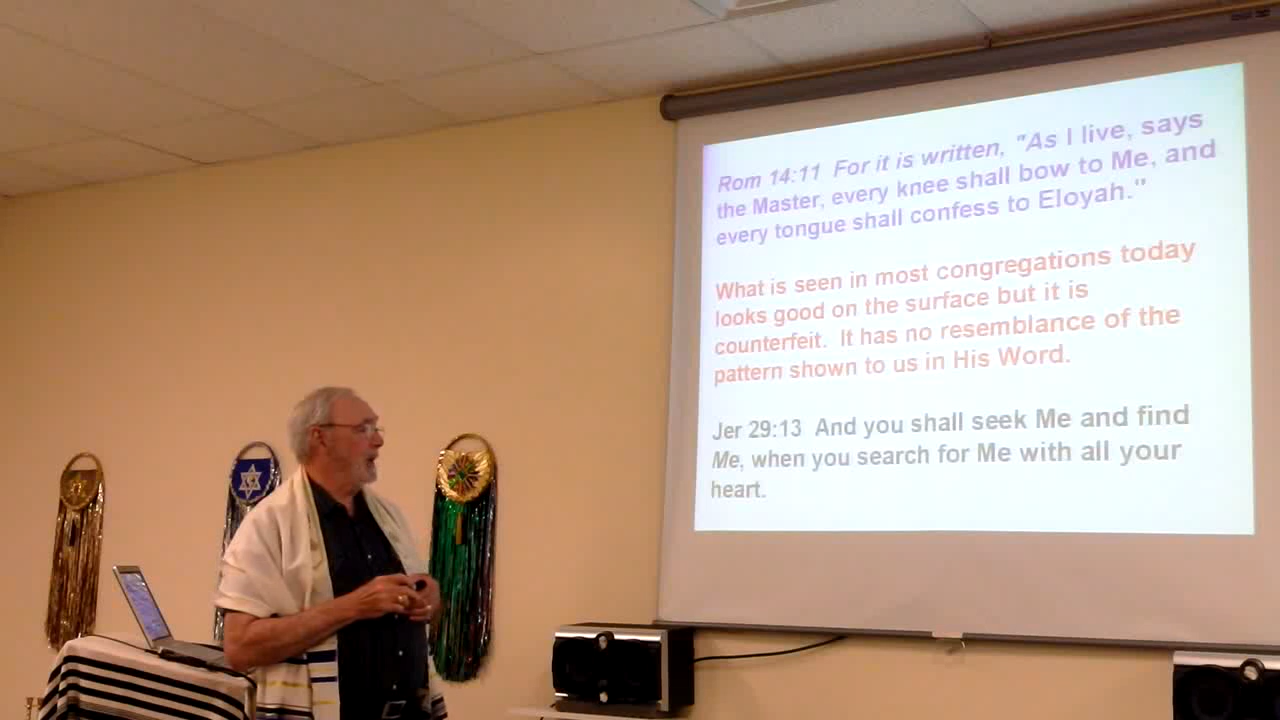 Rom 14:11 For it is written, "As I live, says
the Master, every knee shall bow to Me, and
every tongue shall confess to Eloyah."
What is seen in most congregations today
looks good on the surface but it is
counterfeit. It has no resemblance of the
pattern shown to us in His Word.
Jer 29:13 And you shall seek Me and find
Me, when you search for Me with all your
heart.